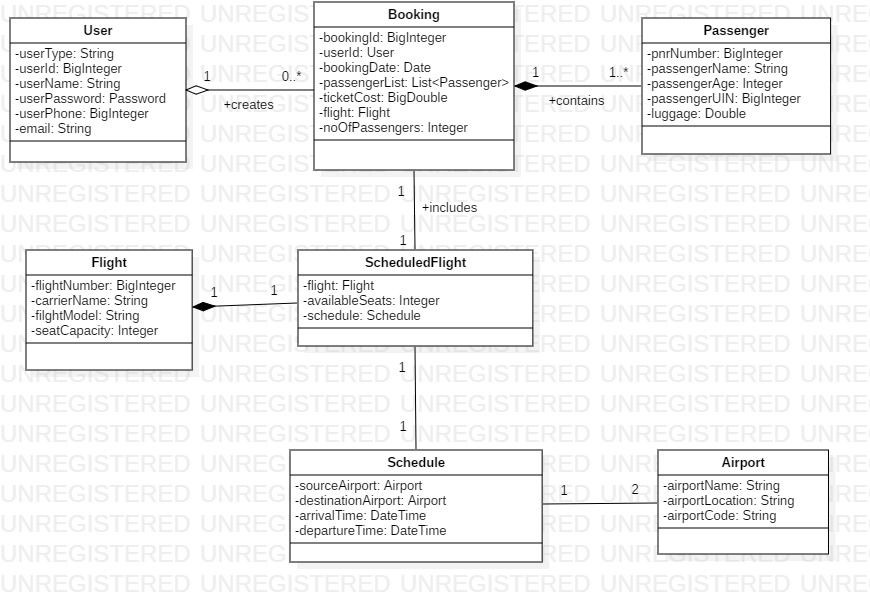 User
-userType: String
-userId: BigInteger
-userName: String
-userPassword: Password
-userPhone: BigInteger
-email: String
1
0..*
+creates
Booking
-bookingId: BigInteger
-userId: User
-bookingDate: Date
-passengerList: List<Passenger>
-ticketCost: BigDouble
-flight: Flight
-noOfPassengers: Integer
1
1..*
+contains
Passenger
-pnrNumber: BigInteger
-passengerName: String
-passengerAge: Integer
-passengerUIN: BigInteger
-luggage: Double
1
+includes
1
Flight
-flightNumber: BigInteger
-carrierName: String
-filghtModel: String
-seatCapacity: Integer
1
1
ScheduledFlight
-flight: Flight
-availableSeats: Integer
-schedule: Schedule
1
1
Schedule
-sourceAirport: Airport
-destinationAirport: Airport
-arrivalTime: DateTime
-departureTime: DateTime
1
2
Airport
-airportName: String
-airportLocation: String
-airportCode: String
UNREGISTERED